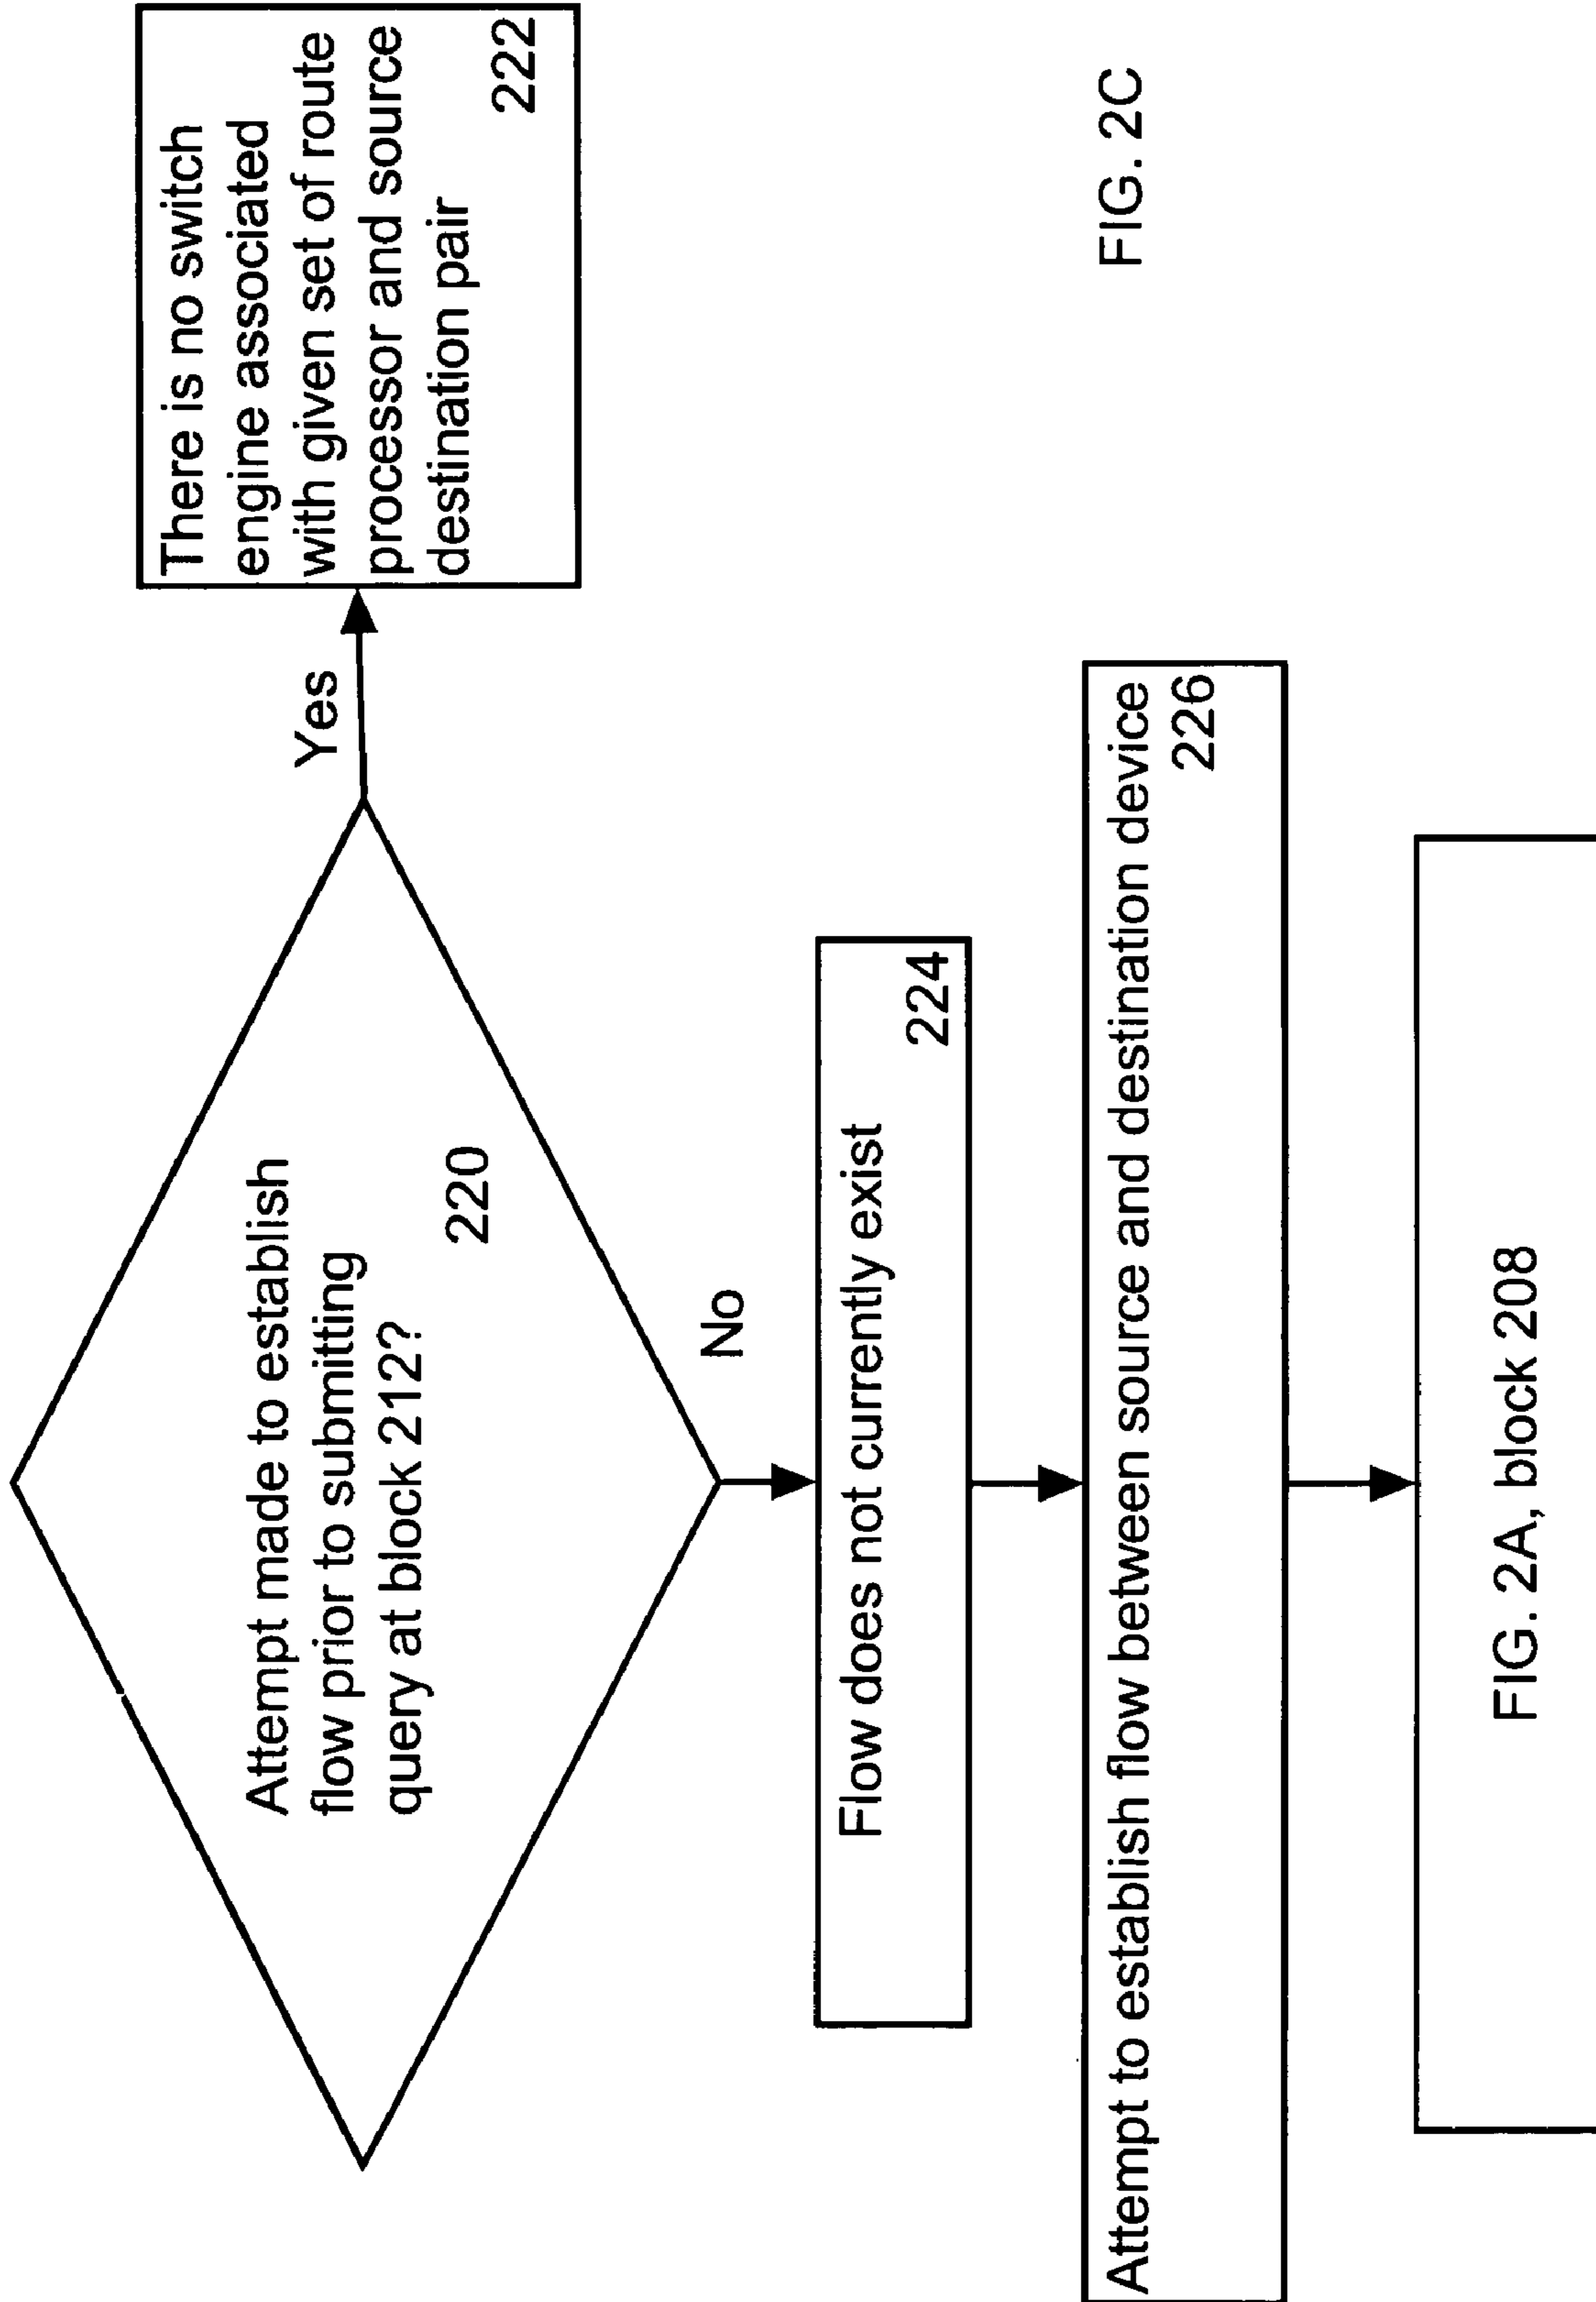 Attempt made to establish
flow prior to submitting
query at block 212?
220
Yes
There is no switch
engine associated
with given set of route
processor and source
destination pair
222
No
Flow does not currently exist
224
Attempt to establish flow between source and destination device
226
FIG. 2A, block 208
FIG. 2C